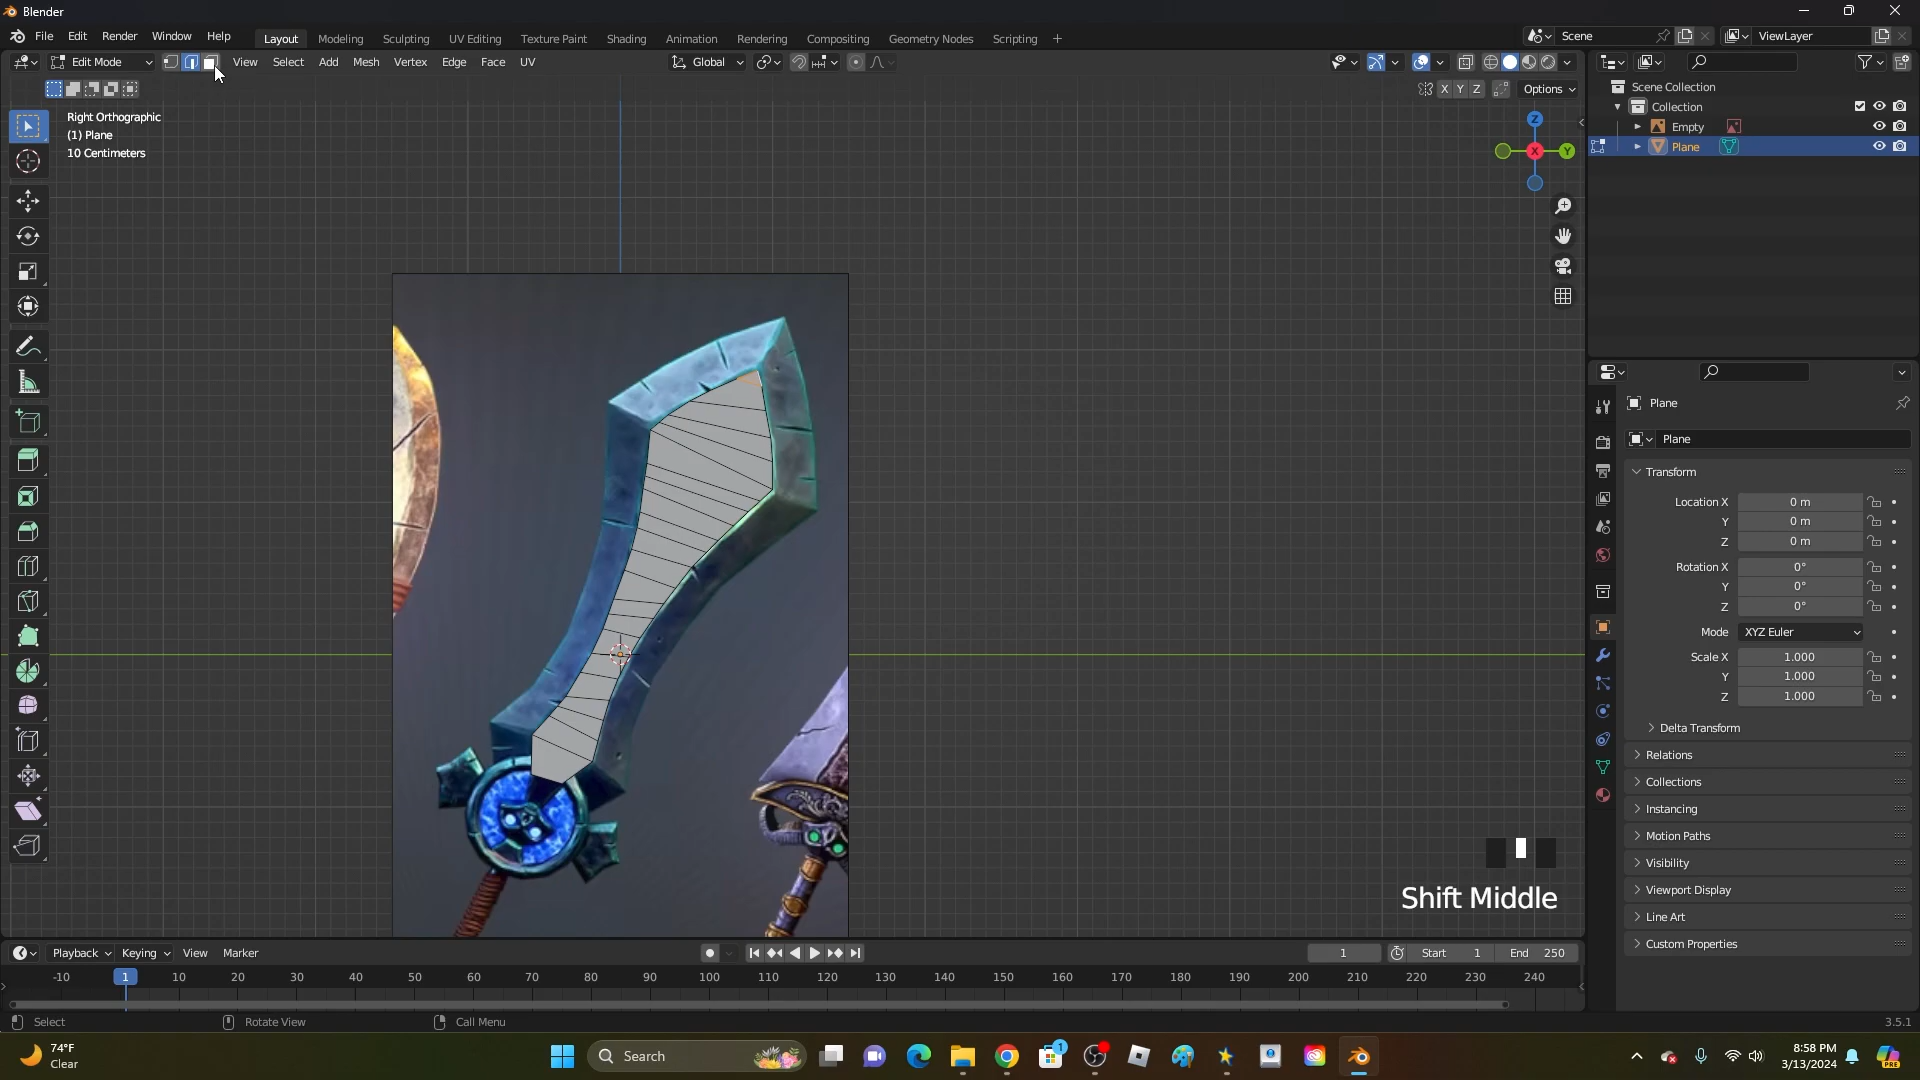 Blender
File Edit Render Window Help
Layout Modeling Sculpting UV Editing Texture Paint Shading Animation Rendering Compositing Geometry Nodes Scripting +
Scene
ViewLayer
Edit Mode View Select Add Mesh Vertex Edge Face UV
Global
X Y Z Options
Right Orthographic
(1) Plane
10 Centimeters
Z
X
Y
Scene Collection
Collection
Empty
Plane
Plane
Plane
Transform
Location X 0 m
Y 0 m
Z 0 m
Rotation X 0°
Y 0°
Z 0°
Mode XYZ Euler
Scale X 1.000
Y 1.000
Z 1.000
Delta Transform
Relations
Collections
Instancing
Motion Paths
Visibility
Viewport Display
Line Art
Custom Properties
Shift Middle
Playback Keying View Marker
1 Start 1 End 250
-10 1 10 20 30 40 50 60 70 80 90 100 110 120 130 140 150 160 170 180 190 200 210 220 230 240
Select Rotate View Call Menu
3.5.1
74°F
Clear
Search
1
8:58 PM
3/13/2024
PRE